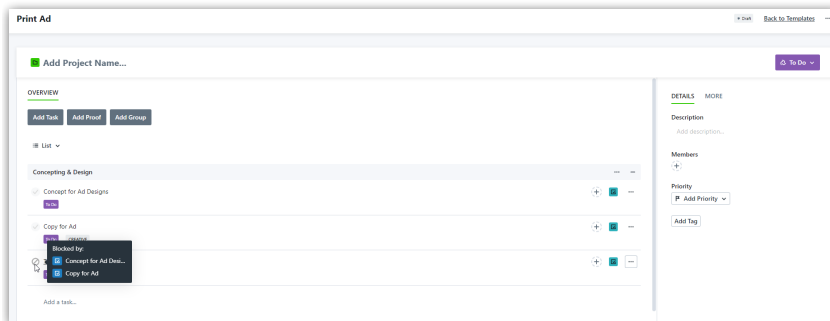 Print Ad
+ Draft
Back to Templates
Add Project Name...
To Do
OVERVIEW
Add Task
Add Proof
Add Group
List
Concepting & Design
Concept for Ad Designs
To Do
Copy for Ad
To Do
CREATIVE
Blocked by:
Concept for Ad Desi...
Copy for Ad
Add a task...
DETAILS
MORE
Description
Add description...
Members
Priority
Add Priority
Add Tag